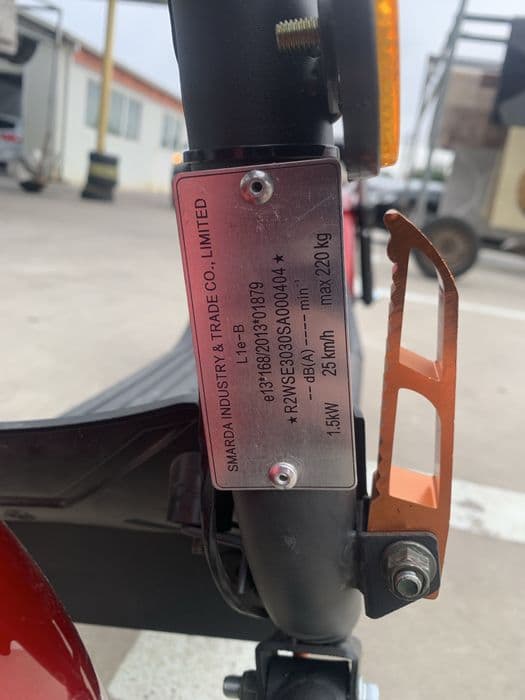 SMARDA INDUSTRY & TRADE CO., LIMITED
L1e-B
e13*168/2013*01879
★R2WSE3030SA000404★
-- dB(A) ---- min⁻¹
1.5kW 25 km/h max 220 kg